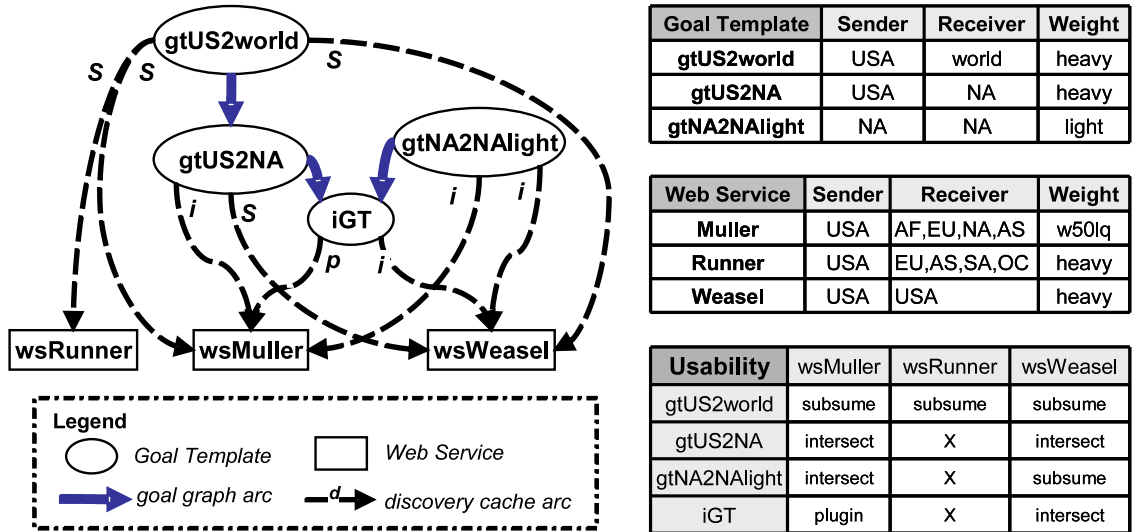 gtUS2world
S
S
S
gtUS2NA
gtNA2NAlight
i
S
iGT
i
i
p
i
wsRunner
wsMuller
wsWeasel
Legend
Goal Template
Web Service
goal graph arc
d
discovery cache arc
Goal Template Sender Receiver Weight
gtUS2world USA world heavy
gtUS2NA USA NA heavy
gtNA2NAlight NA NA light
Web Service Sender Receiver Weight
Muller USA AF,EU,NA,AS w50lq
Runner USA EU,AS,SA,OC heavy
Weasel USA USA heavy
Usability wsMuller wsRunner wsWeasel
gtUS2world subsume subsume subsume
gtUS2NA intersect X intersect
gtNA2NAlight intersect X subsume
iGT plugin X intersect